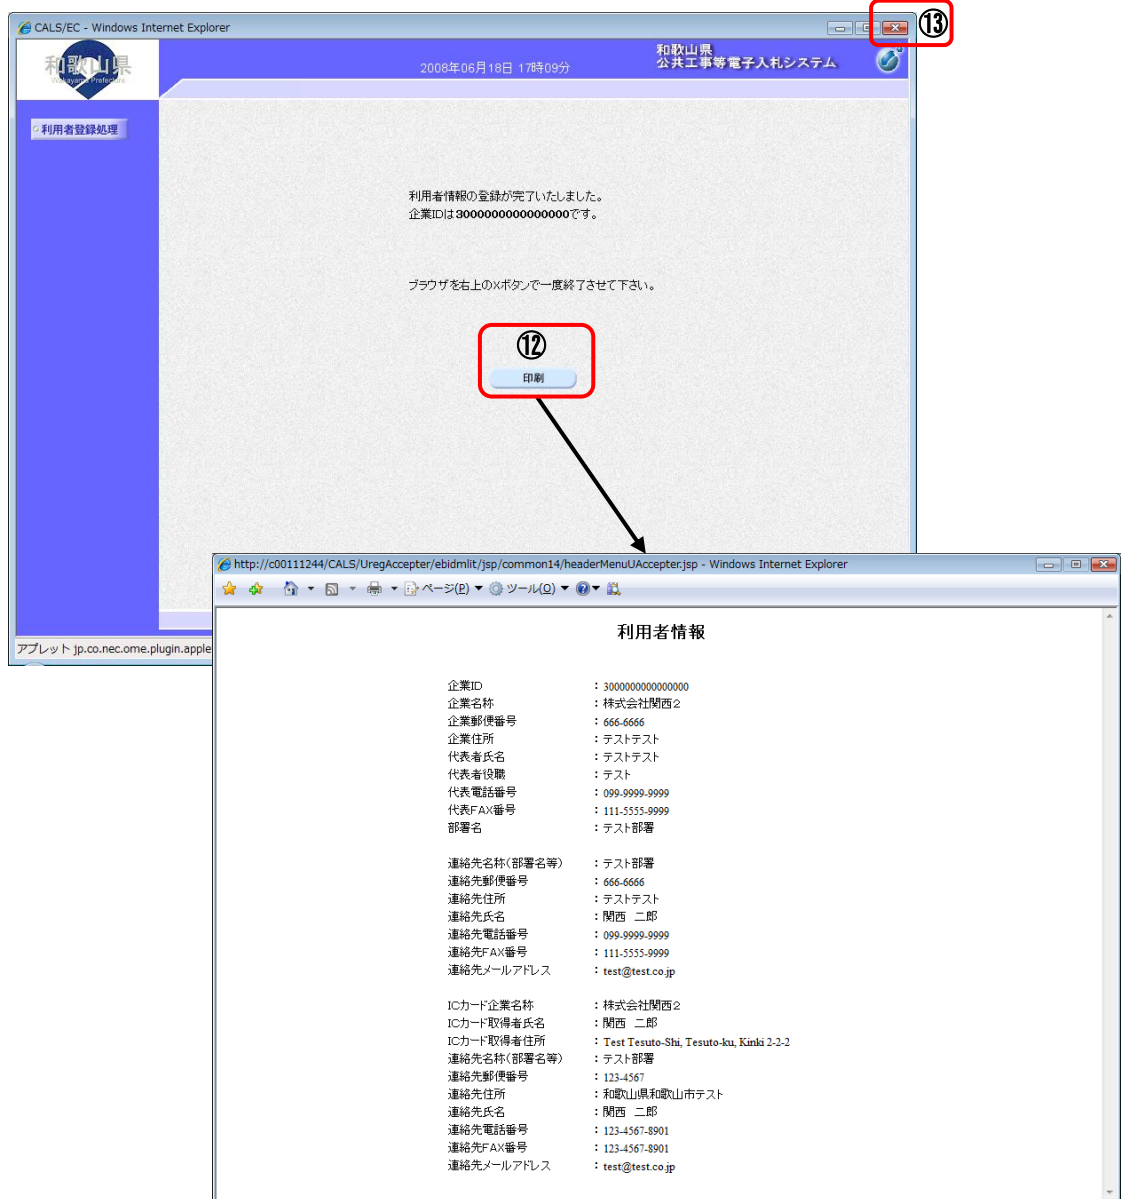 CALS/EC - Windows Internet Explorer
⑬
和歌山県
Wakayama Prefecture
2008年06月18日 17時09分
和歌山県
公共工事等電子入札システム
利用者登録処理
利用者情報の登録が完了いたしました。
企業IDは3000000000000000です。
ブラウザを右上の×ボタンで一度終了させて下さい。
⑫
印刷
アプレット jp.co.nec.ome.plugin.apple
http://c00111244/CALS/UregAccepter/ebidmlit/jsp/common14/headerMenuUAccepter.jsp - Windows Internet Explorer
ページ(P) ツール(O)
利用者情報
企業ID : 3000000000000000
企業名称 : 株式会社関西2
企業郵便番号 : 666-6666
企業住所 : テストテスト
代表者氏名 : テストテスト
代表者役職 : テスト
代表電話番号 : 099-9999-9999
代表FAX番号 : 111-5555-9999
部署名 : テスト部署
連絡先名称(部署名等) : テスト部署
連絡先郵便番号 : 666-6666
連絡先住所 : テストテスト
連絡先氏名 : 関西 二郎
連絡先電話番号 : 099-9999-9999
連絡先FAX番号 : 111-5555-9999
連絡先メールアドレス : test@test.co.jp
ICカード企業名称 : 株式会社関西2
ICカード取得者氏名 : 関西 二郎
ICカード取得者住所 : Test Tesuto-Shi, Tesuto-ku, Kinki 2-2-2
連絡先名称(部署名等) : テスト部署
連絡先郵便番号 : 123-4567
連絡先住所 : 和歌山県和歌山市テスト
連絡先氏名 : 関西 二郎
連絡先電話番号 : 123-4567-8901
連絡先FAX番号 : 123-4567-8901
連絡先メールアドレス : test@test.co.jp